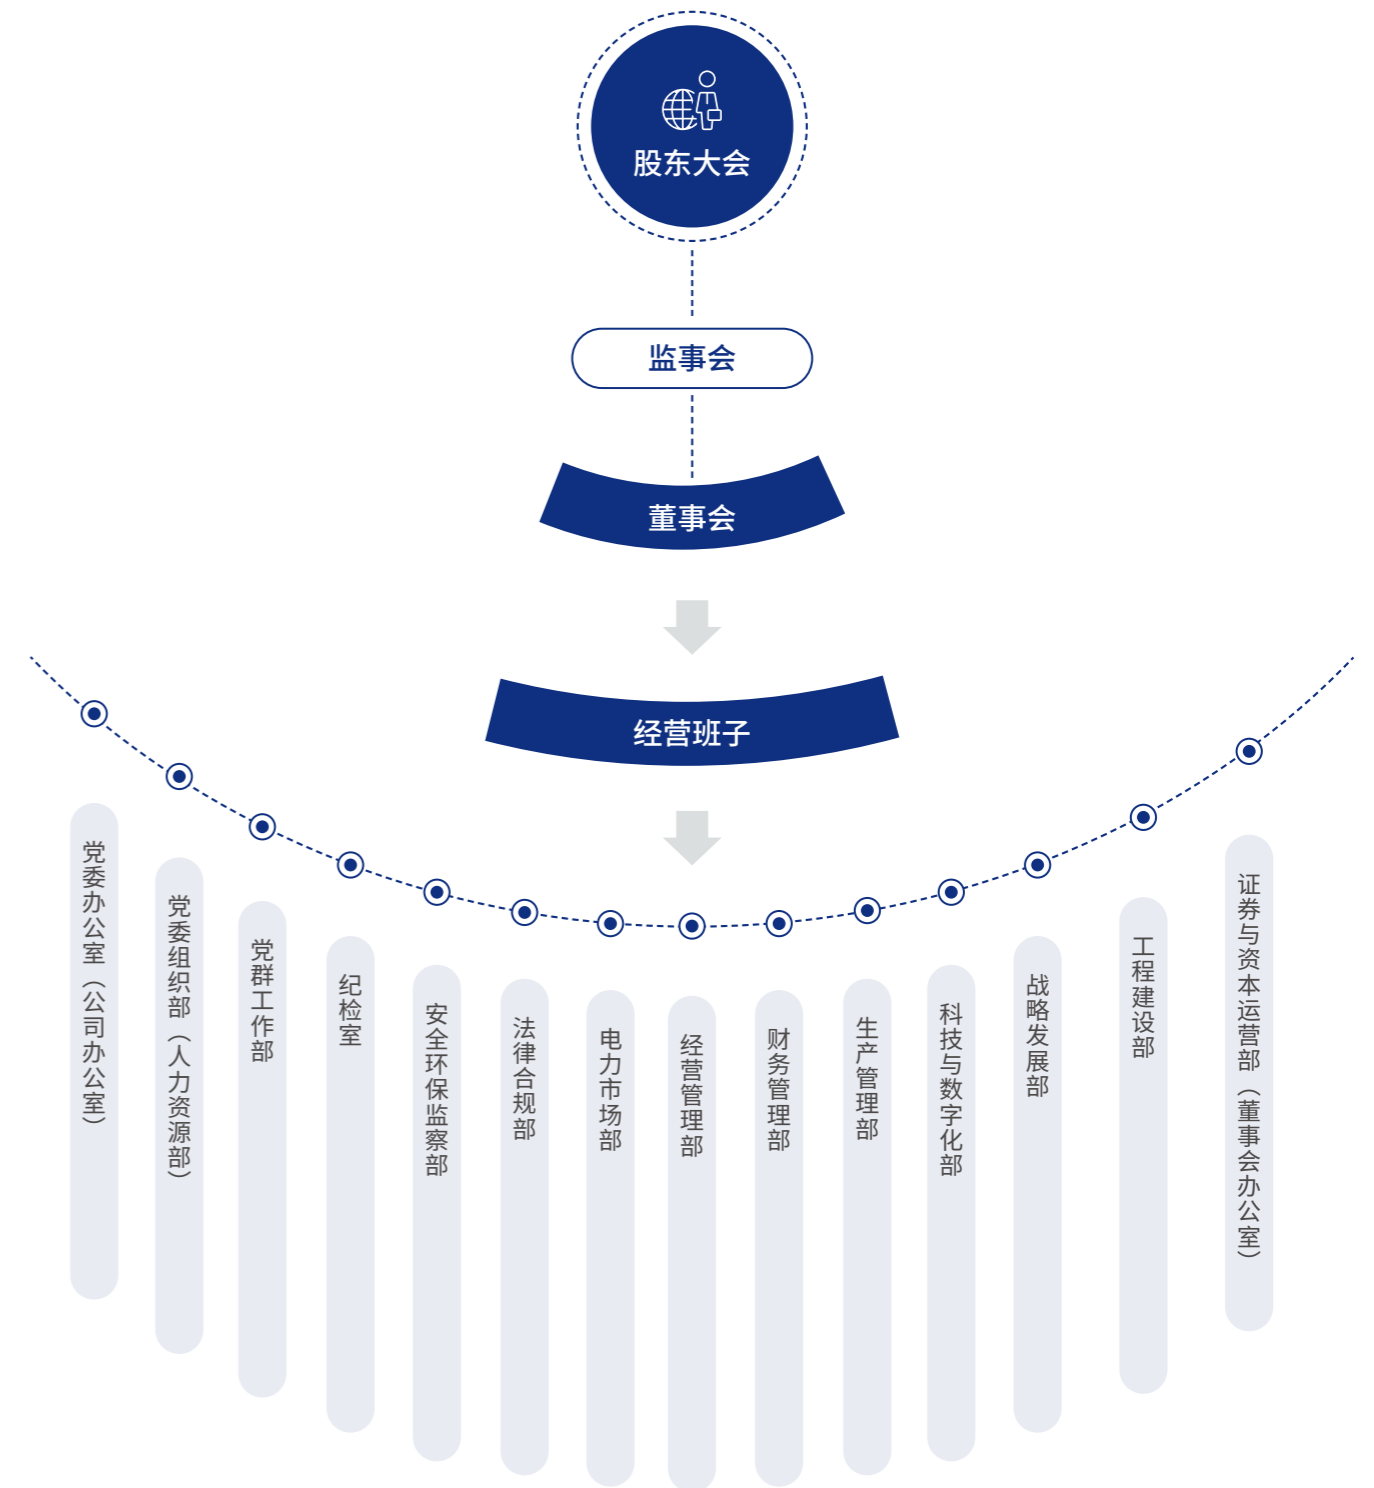 股东大会
监事会
董事会
经营班子
党委办公室（公司办公室）
党委组织部（人力资源部）
党群工作部
纪检室
安全环保监察部
法律合规部
电力市场部
经营管理部
财务管理部
生产管理部
科技与数字化部
战略发展部
工程建设部
证券与资本运营部（董事会办公室）